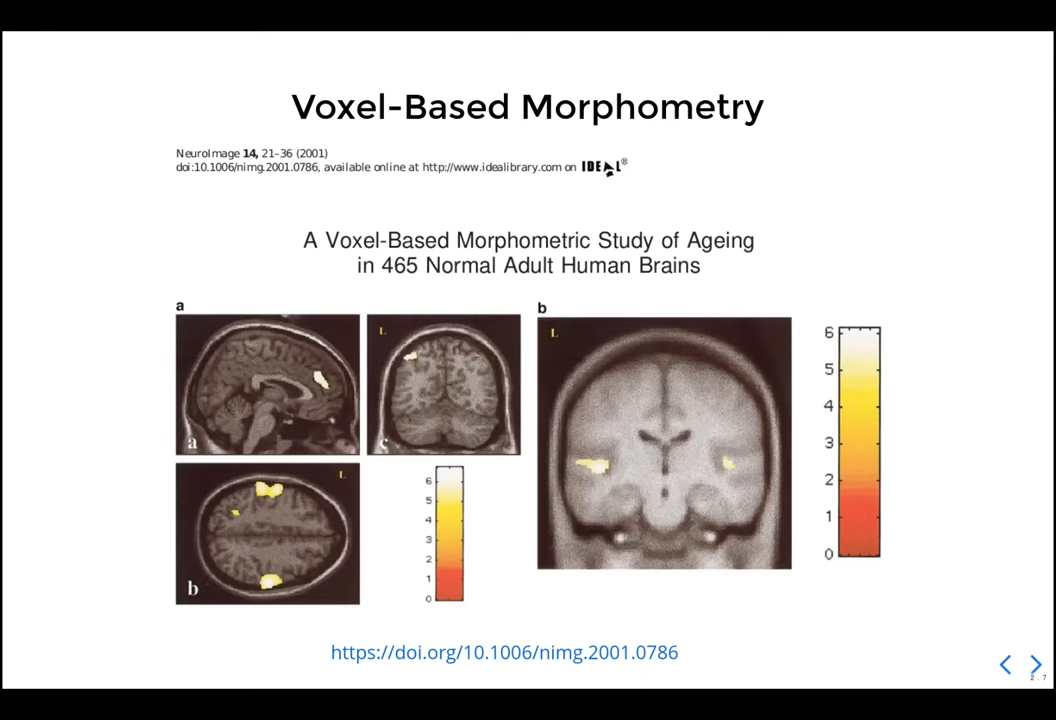 Voxel-Based Morphometry
NeuroImage 14, 21–36 (2001)
doi:10.1006/nimg.2001.0786, available online at http://www.idealibrary.com on IDEAL®
A Voxel-Based Morphometric Study of Ageing
in 465 Normal Adult Human Brains
a
b
L
L
6
5
4
3
2
1
0
a
c
L
6
5
4
3
2
1
0
b
https://doi.org/10.1006/nimg.2001.0786
2.7